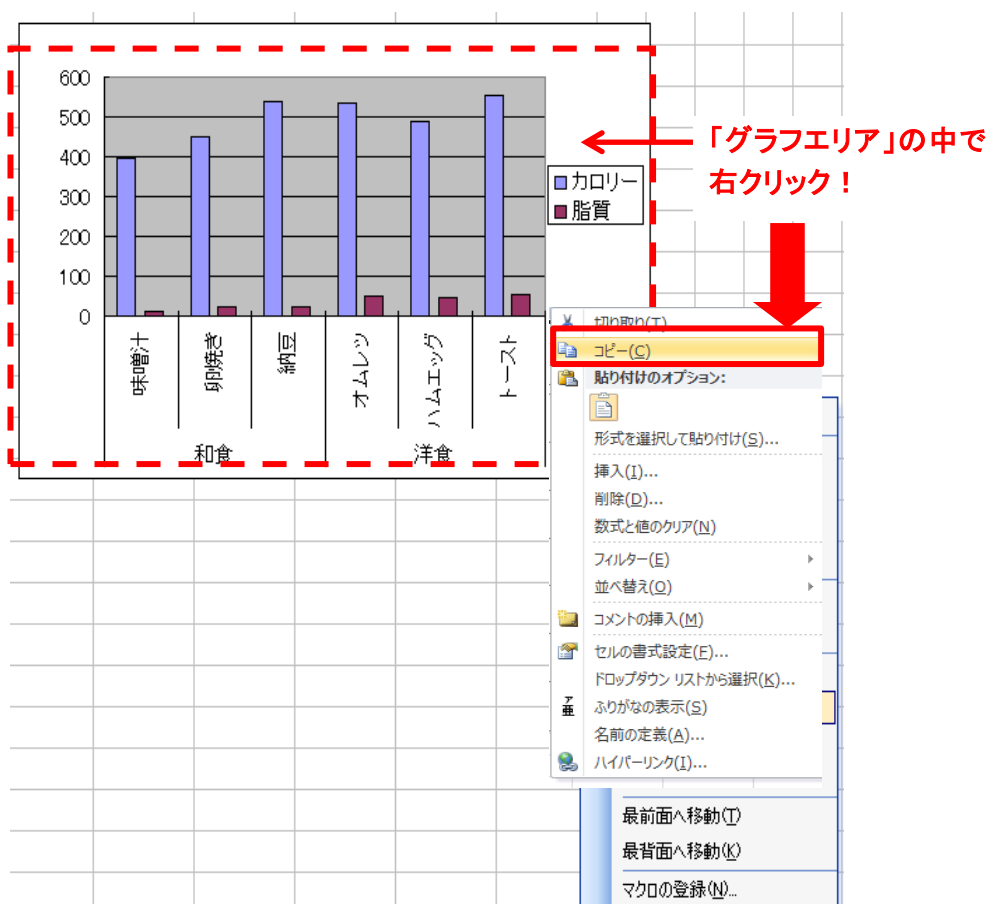 600
500
400
300
200
100
0
味噌汁
卵焼き
納豆
オムレツ
ハムエッグ
トースト
和食
洋食
カロリー
脂質
「グラフエリア」の中で
右クリック！
切り取り(T)
コピー(C)
貼り付けのオプション:
形式を選択して貼り付け(S)...
挿入(I)...
削除(D)...
数式と値のクリア(N)
フィルター(E)
並べ替え(O)
コメントの挿入(M)
セルの書式設定(F)...
ドロップダウン リストから選択(K)...
ア亜
ふりがなの表示(S)
名前の定義(A)...
ハイパーリンク(I)...
最前面へ移動(T)
最背面へ移動(K)
マクロの登録(N)...